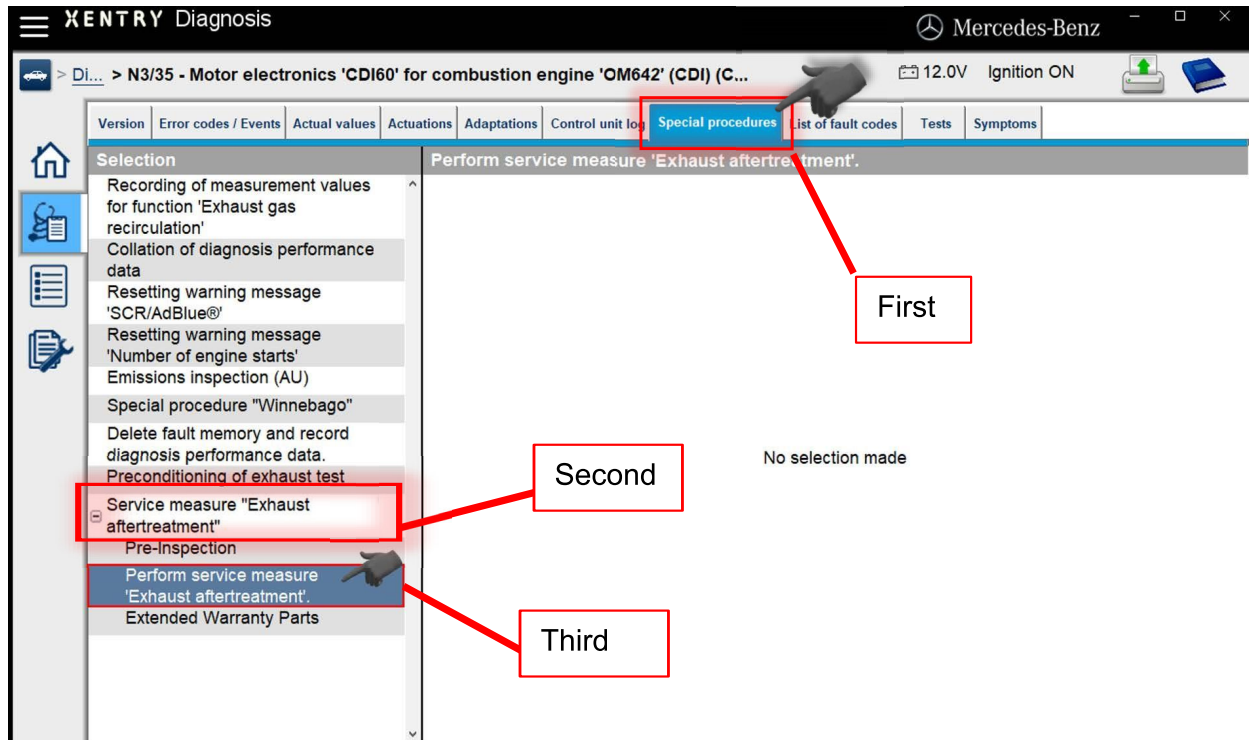 XENTRY Diagnosis
Mercedes-Benz
> Di... > N3/35 - Motor electronics 'CDI60' for combustion engine 'OM642' (CDI) (C...
12.0V
Ignition ON
Version
Error codes / Events
Actual values
Actuations
Adaptations
Control unit log
Special procedures
List of fault codes
Tests
Symptoms
Selection
Perform service measure 'Exhaust aftertreatment'.
Recording of measurement values
for function 'Exhaust gas
recirculation'
Collation of diagnosis performance
data
Resetting warning message
'SCR/AdBlue®'
Resetting warning message
'Number of engine starts'
Emissions inspection (AU)
Special procedure "Winnebago"
Delete fault memory and record
diagnosis performance data.
Preconditioning of exhaust test
Service measure "Exhaust
aftertreatment"
Pre-Inspection
Perform service measure
'Exhaust aftertreatment'.
Extended Warranty Parts
First
Second
No selection made
Third